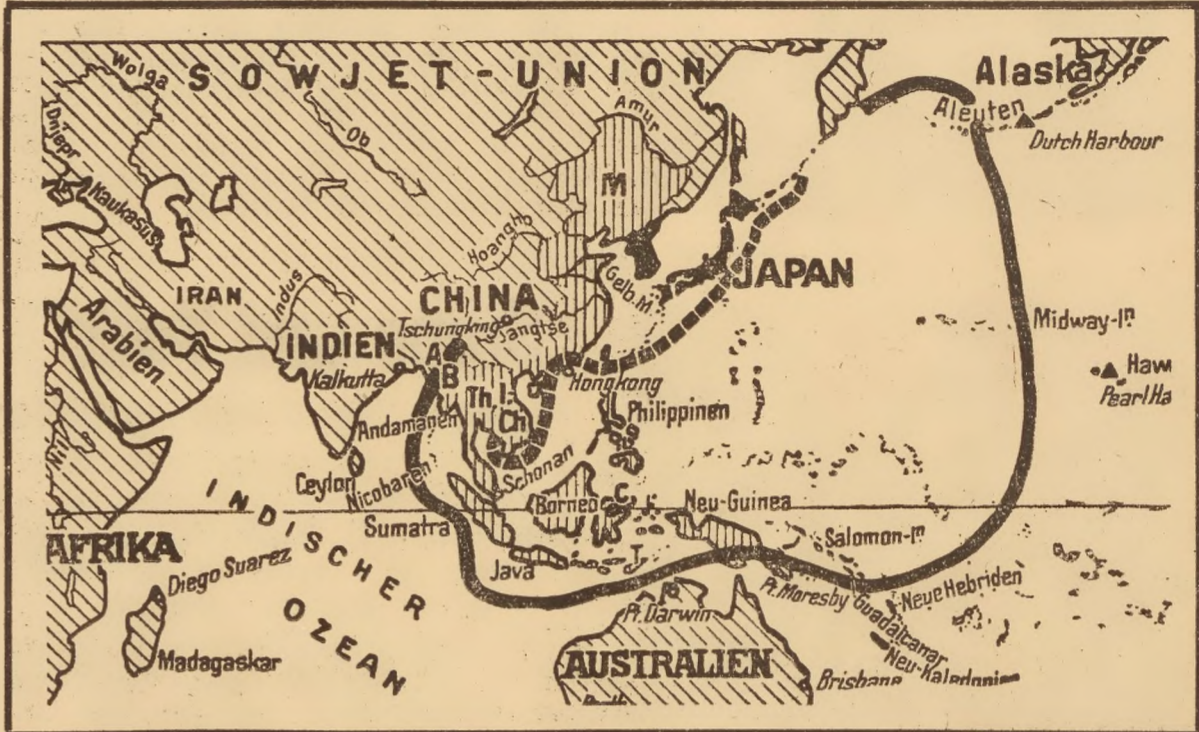 SOWJET-UNION
Wolga
Dnjepr
Ob
Amur
Alaska
Aleuten
Dutch Harbour
Kaukasus
M
Hoangho
IRAN
Indus
CHINA
Gelb. M.
JAPAN
Arabien
INDIEN
Tschungking
Jangtse
Midway-In
A
B
Kalkutta
Th.
I-
Ch
Hongkong
Haw
Pearl Ha
Andamanen
Philippinen
Nil
Ceylon
Nicobaren
Schonan
Sumatra
Borneo
C.
Neu-Guinea
INDISCHER
OZEAN
AFRIKA
Java
T.
Salomon-In
Diego Suarez
Pt. Darwin
Pt. Moresby
Guadalcanar
Neue Hebriden
Madagaskar
AUSTRALIEN
Neu-Kaledonien
Brisbane